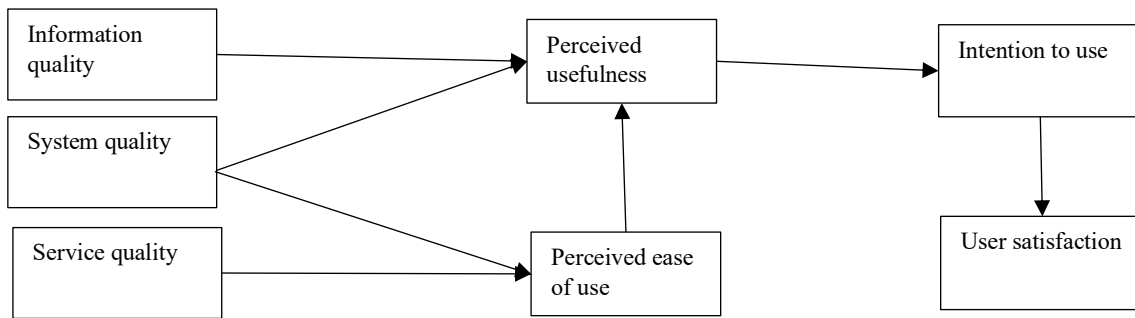 Information
quality
Perceived
usefulness
Intention to use
System quality
Service quality
Perceived ease
of use
User satisfaction